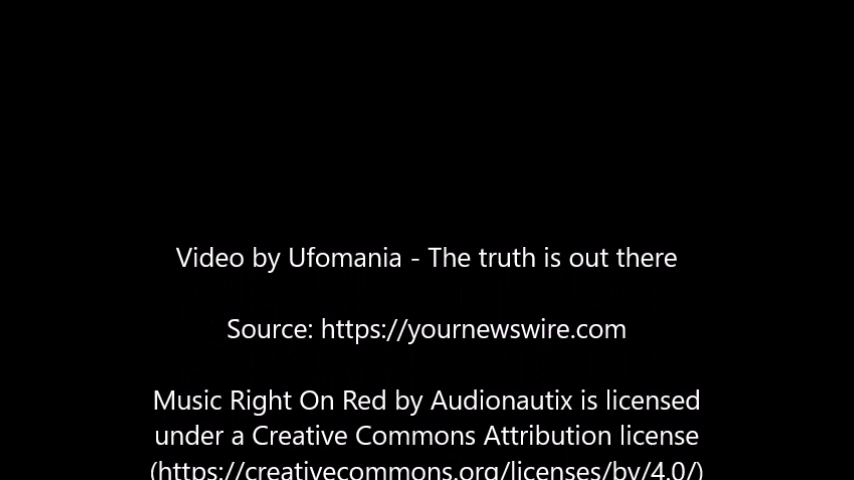 Video by Ufomania - The truth is out there
Source: https://yournewswire.com
Music Right On Red by Audionautix is licensed
under a Creative Commons Attribution license
(https://creativecommons.org/licenses/by/4.0/)